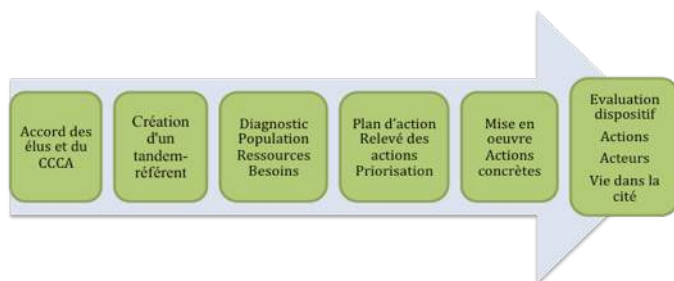 Accord des
élus et du
CCCA
Création
d'un
tandem-
référent
Diagnostic
Population
Ressources
Besoins
Plan d'action
Relevé des
actions
Priorisation
Mise en
oeuvre
Actions
concrètes
Evaluation
dispositif
Actions
Acteurs
Vie dans la
cité